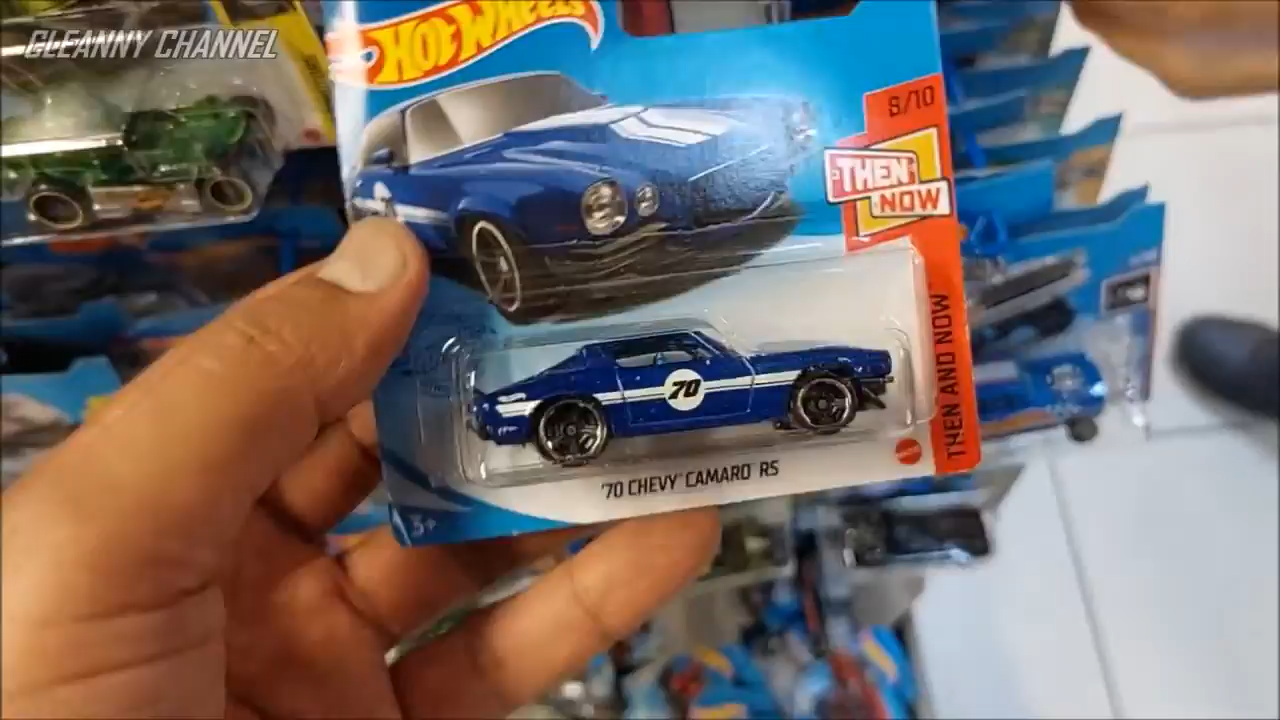 GLEANNY CHANNEL
HOT WHEELS
8/10
THEN
NOW
THEN AND NOW
70
'70 CHEVY CAMARO RS
3+